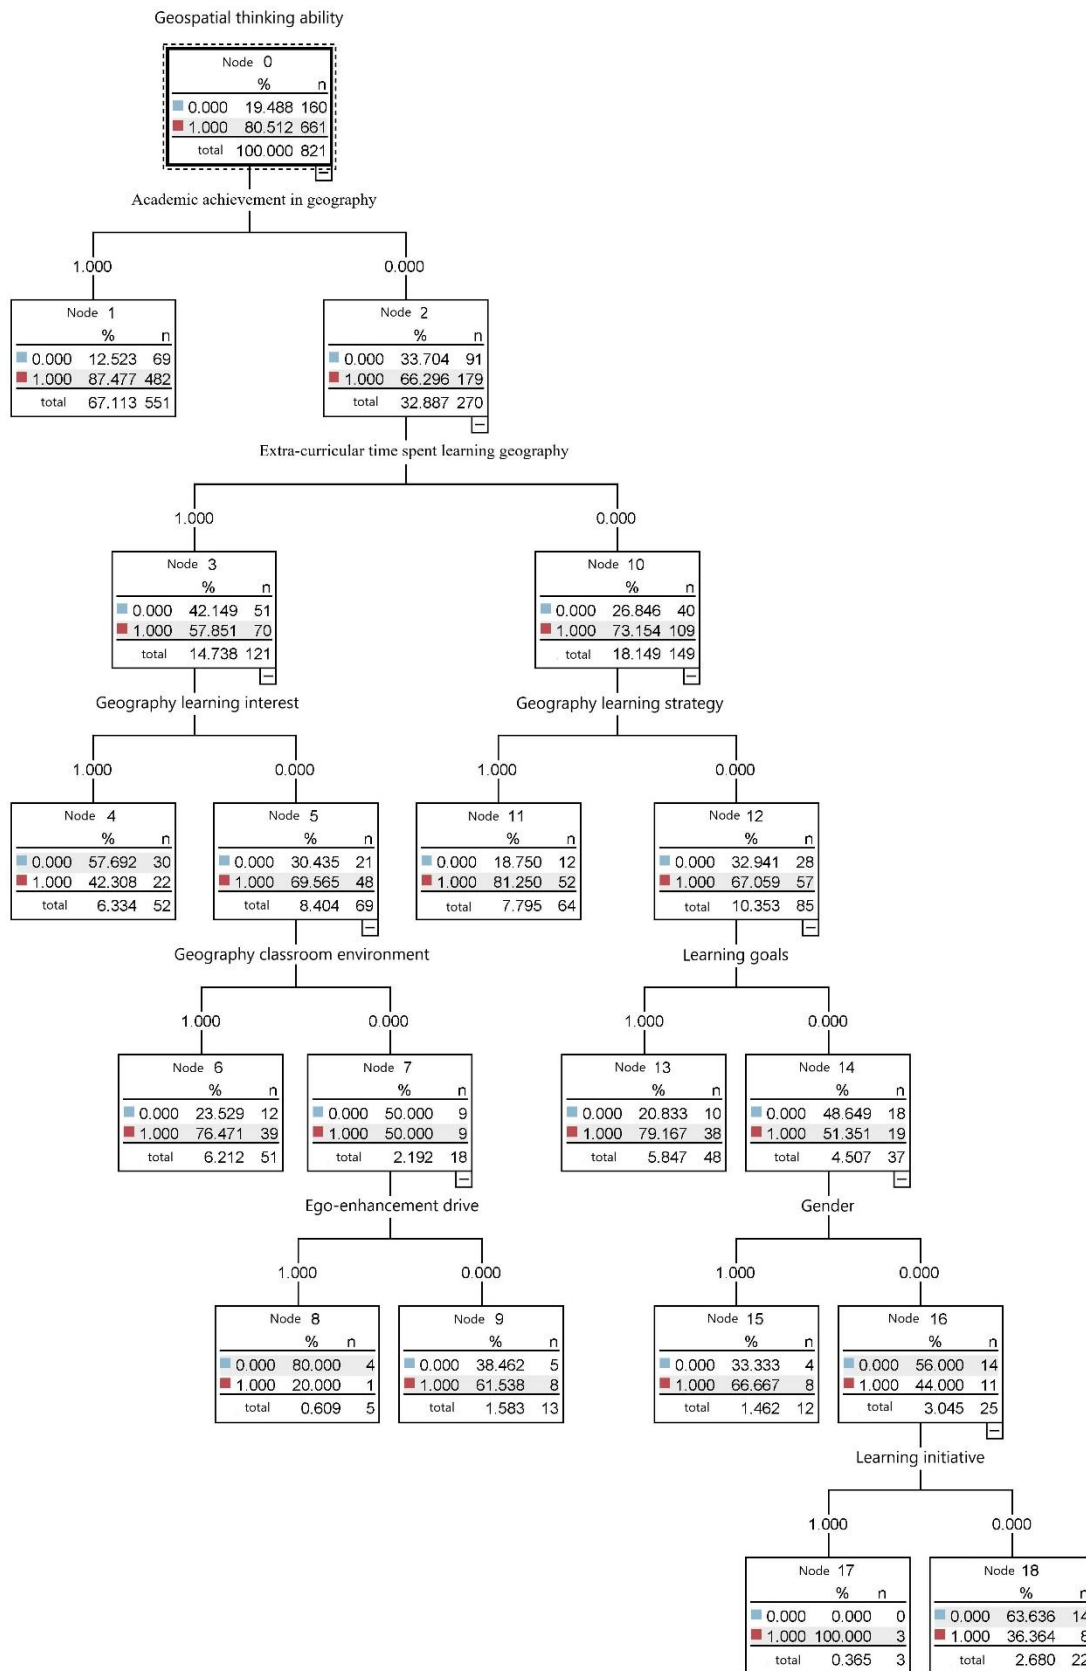 Geospatial thinking ability
Node 0
% n
0.000 19.488 160
1.000 80.512 661
total 100.000 821
Academic achievement in geography
1.000
0.000
Node 1
% n
0.000 12.523 69
1.000 87.477 482
total 67.113 551
Node 2
% n
0.000 33.704 91
1.000 66.296 179
total 32.887 270
Extra-curricular time spent learning geography
1.000
0.000
Node 3
% n
0.000 42.149 51
1.000 57.851 70
total 14.738 121
Node 10
% n
0.000 26.846 40
1.000 73.154 109
total 18.149 149
Geography learning interest
Geography learning strategy
1.000
0.000
1.000
0.000
Node 4
% n
0.000 57.692 30
1.000 42.308 22
total 6.334 52
Node 5
% n
0.000 30.435 21
1.000 69.565 48
total 8.404 69
Node 11
% n
0.000 18.750 12
1.000 81.250 52
total 7.795 64
Node 12
% n
0.000 32.941 28
1.000 67.059 57
total 10.353 85
Geography classroom environment
Learning goals
1.000
0.000
1.000
0.000
Node 6
% n
0.000 23.529 12
1.000 76.471 39
total 6.212 51
Node 7
% n
0.000 50.000 9
1.000 50.000 9
total 2.192 18
Node 13
% n
0.000 20.833 10
1.000 79.167 38
total 5.847 48
Node 14
% n
0.000 48.649 18
1.000 51.351 19
total 4.507 37
Ego-enhancement drive
Gender
1.000
0.000
1.000
0.000
Node 8
% n
0.000 80.000 4
1.000 20.000 1
total 0.609 5
Node 9
% n
0.000 38.462 5
1.000 61.538 8
total 1.583 13
Node 15
% n
0.000 33.333 4
1.000 66.667 8
total 1.462 12
Node 16
% n
0.000 56.000 14
1.000 44.000 11
total 3.045 25
Learning initiative
1.000
0.000
Node 17
% n
0.000 0.000 0
1.000 100.000 3
total 0.365 3
Node 18
% n
0.000 63.636 14
1.000 36.364 8
total 2.680 22